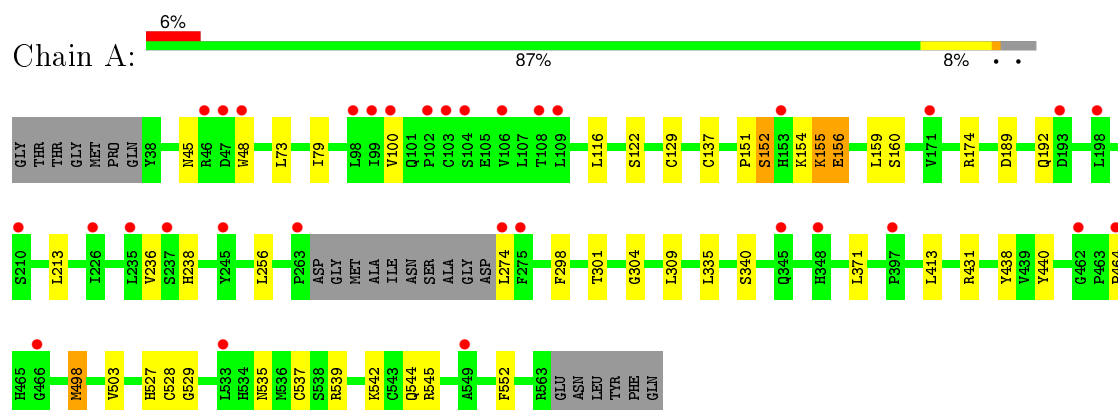 6%
Chain A:
87%
8%
• •
GLY THR THR GLY MET PRO GLN Y38 N45 R46 D47 W48 L73 I79 L98 I99 V100 Q101 P102 C103 S104 E105 V106 L107 T108 L109 L116 S122 C129 C137 P151 S152 H153 K154 K155 E156 L159 S160 V171 R174 D189 Q192 D193 L198
S210 L213 I226 L235 V236 S237 H238 Y245 L256 P263 ASP GLY MET ALA ILE ASN SER ALA GLY ASP L274 F275 F298 T301 G304 L309 L335 S340 Q345 H348 L371 P397 L413 R431 Y438 V439 Y440 G462 P463
H465 G466 M498 V503 H527 C528 G529 L533 H534 N535 M536 C537 S538 R539 K542 C543 Q544 R545 A549 F552 R563 GLU ASN LEU TYR PHE GLN